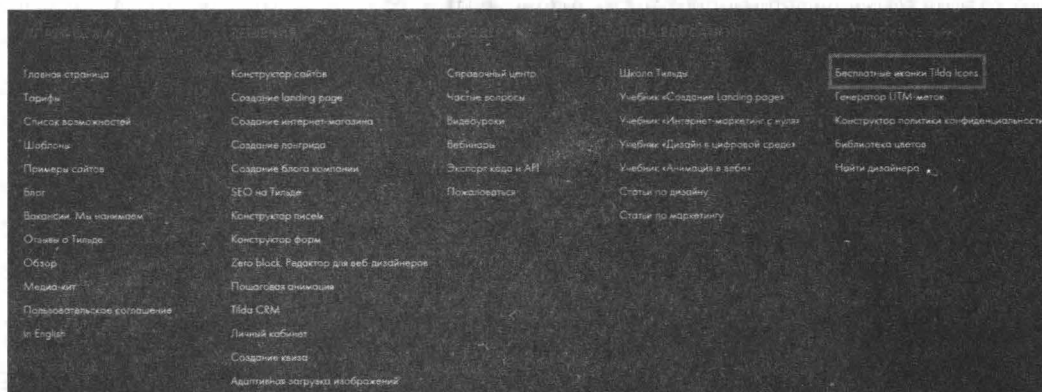 РЕШЕНИЯ
Главная страница
Тарифы
Список возможностей
Шаблоны
Примеры сайтов
Блог
Вакансии. Мы нанимаем
Отзывы о Тильде
Обзор
Медиа-кит
Пользовательское соглашение
In English
Конструктор сайтов
Создание landing page
Создание интернет-магазина
Создание лонгрида
Создание блога компании
SEO на Тильде
Конструктор писем
Конструктор форм
Zero block. Редактор для веб-дизайнеров
Пошаговая анимация
Tilda CRM
Личный кабинет
Создание квиза
Адаптивная загрузка изображений
Справочный центр
Частые вопросы
Видеоуроки
Вебинары
Экспорт кода и API
Пожаловаться
Школа Тильды
Учебник «Создание Landing page»
Учебник «Интернет-маркетинг с нуля»
Учебник «Дизайн в цифровой среде»
Учебник «Анимация в вебе»
Статьи по дизайну
Статьи по маркетингу
Бесплатные иконки Tilda Icons
Генератор UTM-меток
Конструктор политики конфиденциальности
Библиотека цветов
Найти дизайнера